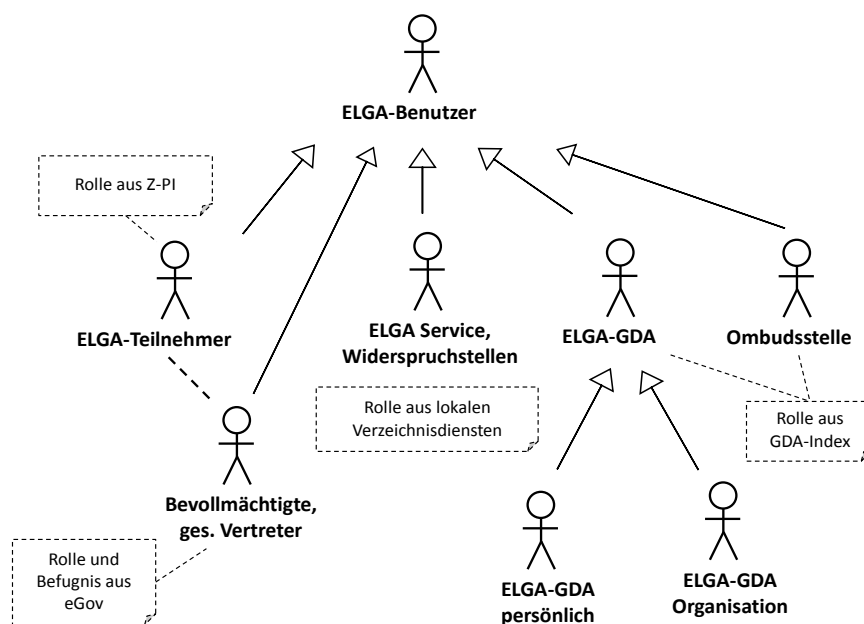 ELGA-Benutzer
Rolle aus Z-PI
ELGA-Teilnehmer
ELGA Service,
Widerspruchstellen
ELGA-GDA
Ombudsstelle
Rolle aus lokalen
Verzeichnisdiensten
Rolle aus
GDA-Index
Bevollmächtigte,
ges. Vertreter
Rolle und
Befugnis aus
eGov
ELGA-GDA
persönlich
ELGA-GDA
Organisation